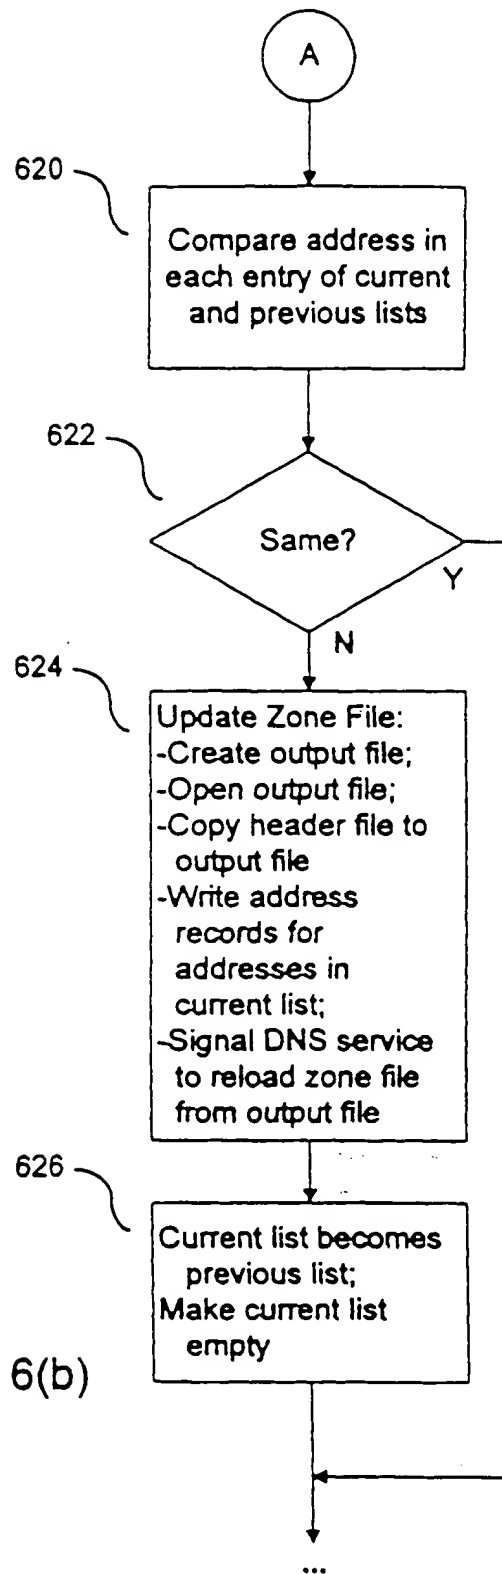 A
620
Compare address in
each entry of current
and previous lists
622
Same?
Y
N
624
Update Zone File:
-Create output file;
-Open output file;
-Copy header file to
output file
-Write address
records for
addresses in
current list;
-Signal DNS service
to reload zone file
from output file
626
Current list becomes
previous list;
Make current list
empty
6(b)
...